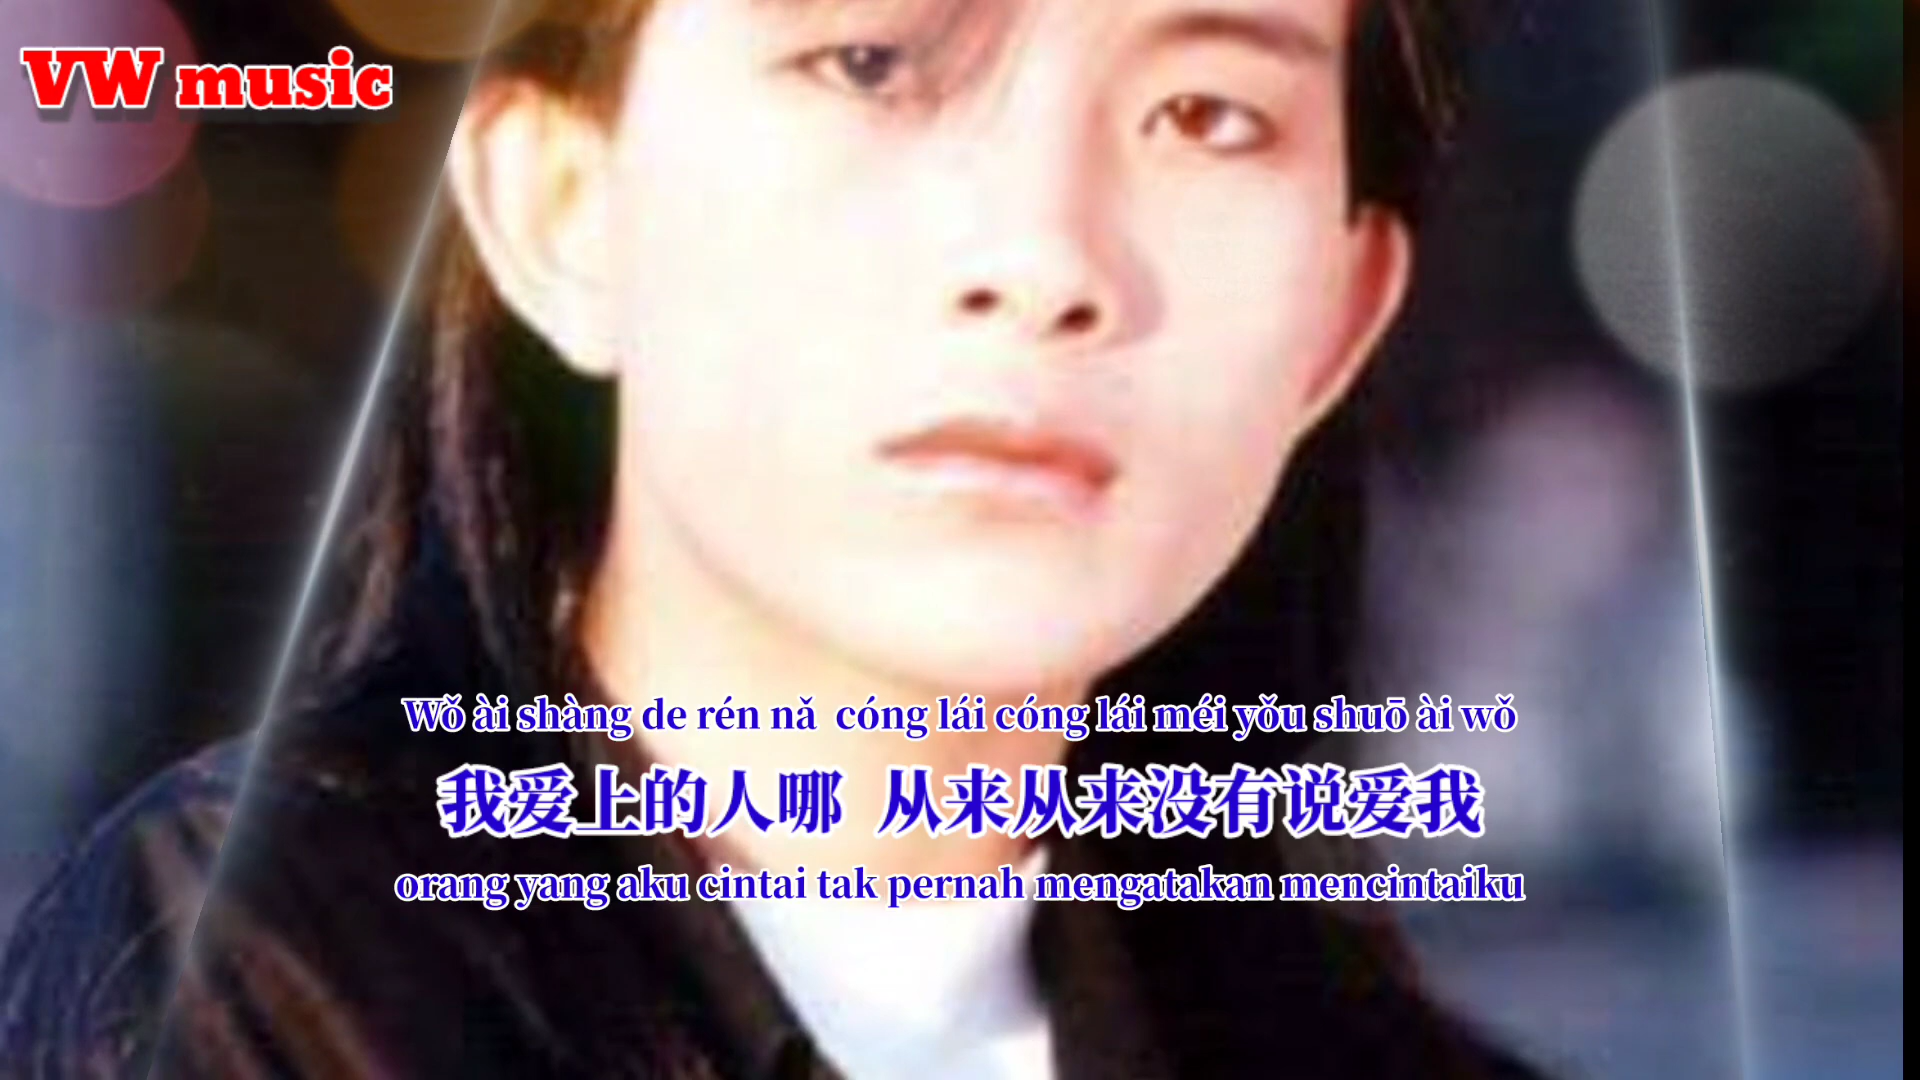 VW music
Wǒ ài shàng de rén nǎ cóng lái cóng lái méi yǒu shuō ài wǒ
我爱上的人哪 从来从来没有说爱我
orang yang aku cintai tak pernah mengatakan mencintaiku